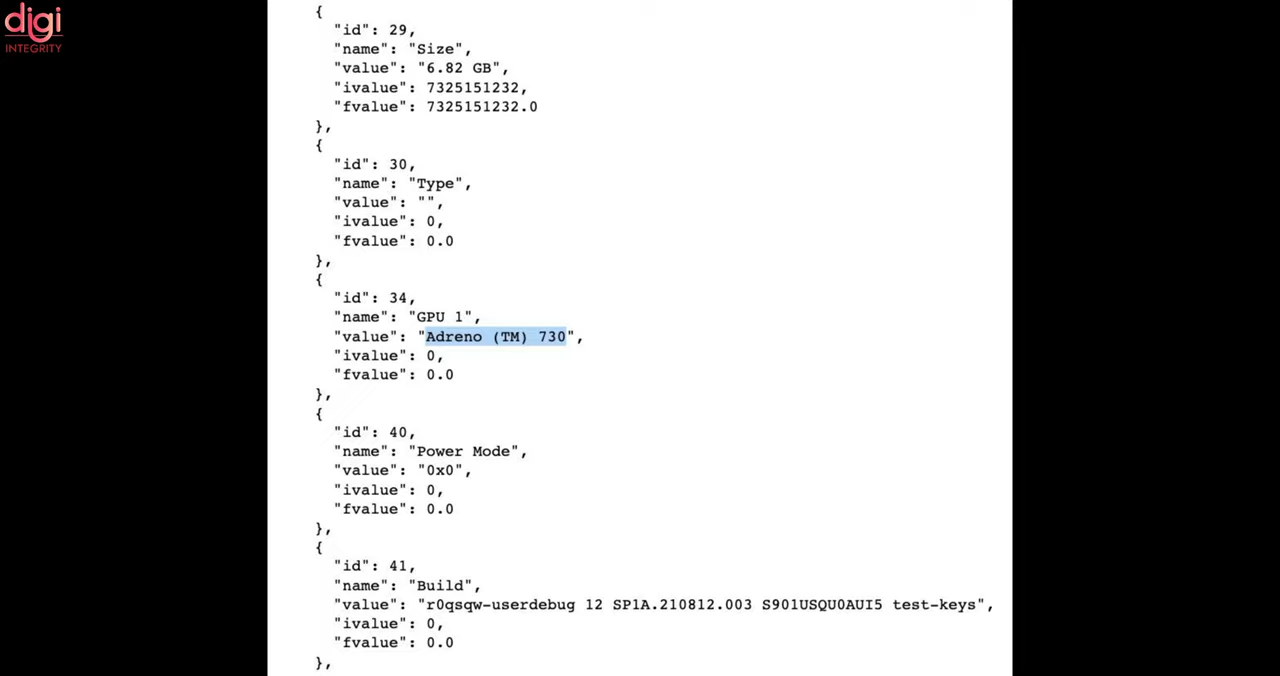 digi
INTEGRITY
{
"id": 29,
"name": "Size",
"value": "6.82 GB",
"ivalue": 7325151232,
"fvalue": 7325151232.0
},
{
"id": 30,
"name": "Type",
"value": "",
"ivalue": 0,
"fvalue": 0.0
},
{
"id": 34,
"name": "GPU 1",
"value": "Adreno (TM) 730",
"ivalue": 0,
"fvalue": 0.0
},
{
"id": 40,
"name": "Power Mode",
"value": "0x0",
"ivalue": 0,
"fvalue": 0.0
},
{
"id": 41,
"name": "Build",
"value": "r0qsqw-userdebug 12 SP1A.210812.003 S901USQU0AUI5 test-keys",
"ivalue": 0,
"fvalue": 0.0
},